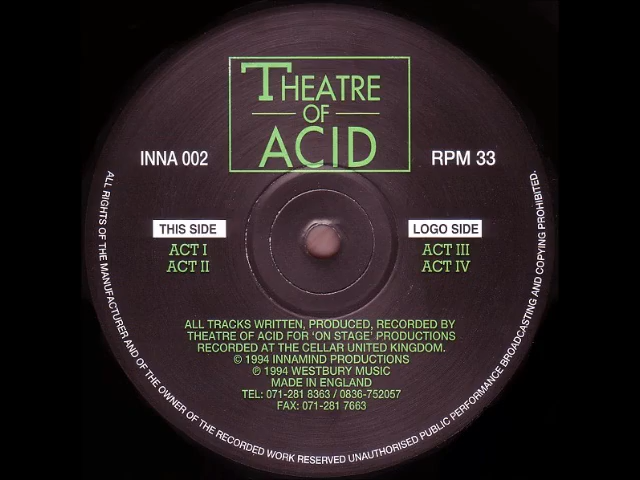 THEATRE
OF
ACID
INNA 002
RPM 33
THIS SIDE
ACT I
ACT II
LOGO SIDE
ACT III
ACT IV
ALL TRACKS WRITTEN, PRODUCED, RECORDED BY
THEATRE OF ACID FOR 'ON STAGE' PRODUCTIONS
RECORDED AT THE CELLAR UNITED KINGDOM.
© 1994 INNAMIND PRODUCTIONS
℗ 1994 WESTBURY MUSIC
MADE IN ENGLAND
TEL: 071-281 8363 / 0836-752057
FAX: 071-281 7663
ALL RIGHTS OF THE MANUFACTURER AND OF THE OWNER OF THE RECORDED WORK RESERVED UNAUTHORISED PUBLIC PERFORMANCE BROADCASTING AND COPYING PROHIBITED.